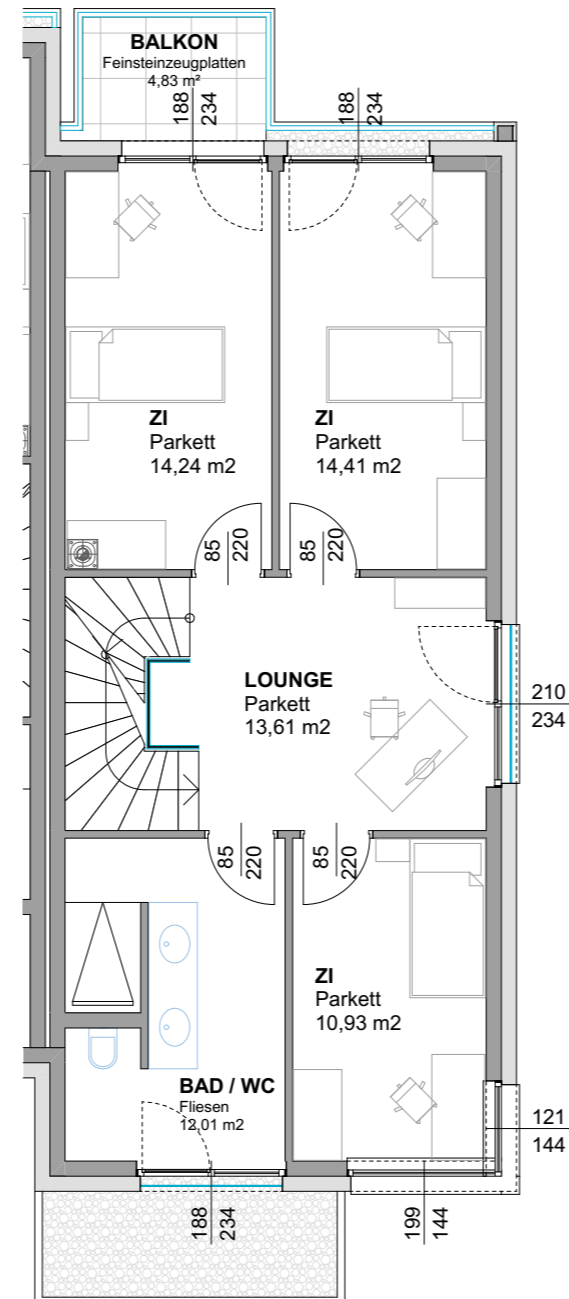 BALKON
Feinsteinzeugplatten
4,83 m²
188
234
188
234
ZI
Parkett
14,24 m2
ZI
Parkett
14,41 m2
85
220
85
220
LOUNGE
Parkett
13,61 m2
210
234
85
220
85
220
ZI
Parkett
10,93 m2
BAD / WC
Fliesen
12,01 m2
121
144
188
234
199
144